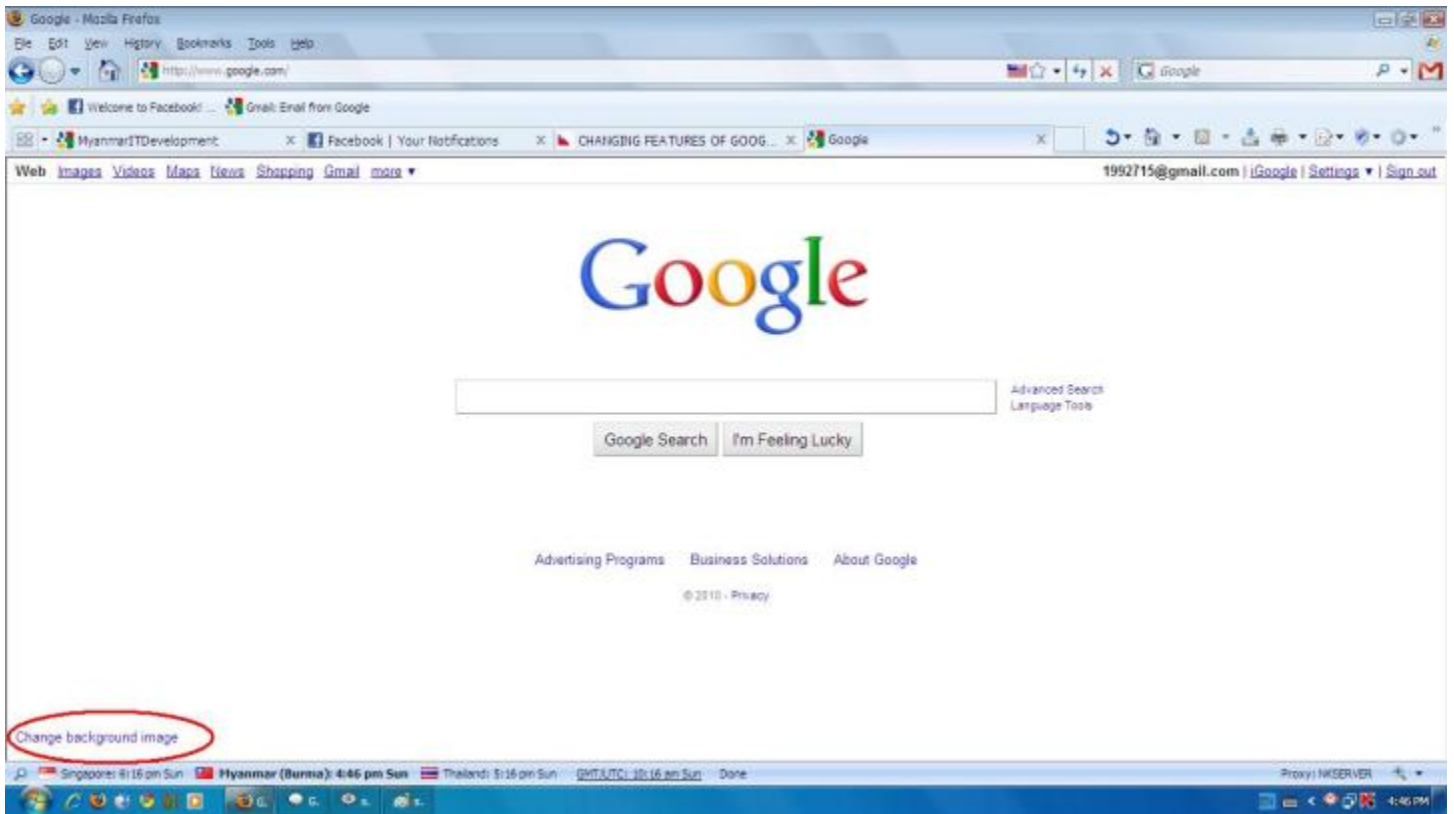 Google - Mozilla Firefox
File Edit View History Bookmarks Tools Help
http://www.google.com/
Google
Welcome to Facebook! ... Gmail: Email from Google
MyanmarITDevelopment Facebook | Your Notifications CHANGING FEATURES OF GOOG... Google
Web Images Videos Maps News Shopping Gmail more ▼ 1992715@gmail.com | iGoogle | Settings ▼ | Sign out
Google
Advanced Search
Language Tools
Google Search I'm Feeling Lucky
Advertising Programs Business Solutions About Google
© 2010 - Privacy
Change background image
Singapore: 6:16 pm Sun Myanmar (Burma): 4:46 pm Sun Thailand: 5:16 pm Sun GMT/UTC: 10:16 am Sun Done Proxy: NKSERVER
4:46 PM